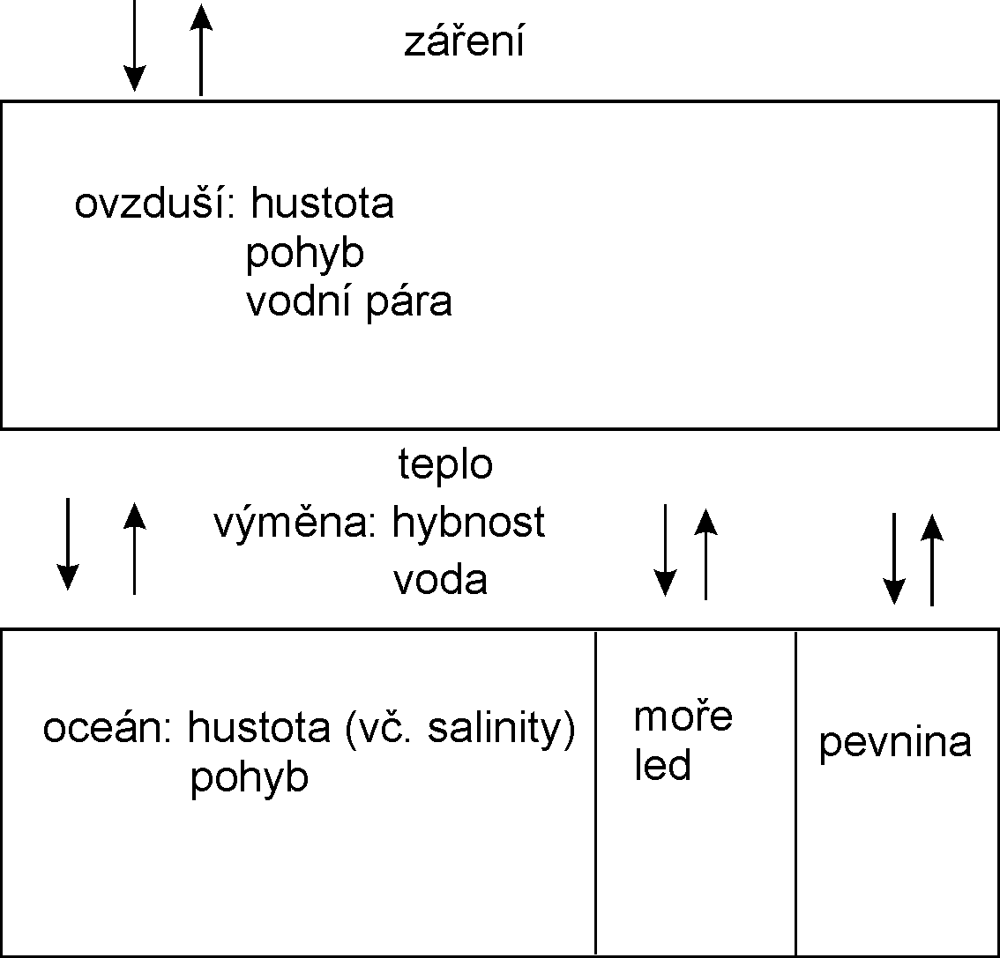 záření
ovzduší: hustota
pohyb
vodní pára
teplo
výměna: hybnost
voda
oceán: hustota (vč. salinity)
pohyb
moře
led
pevnina